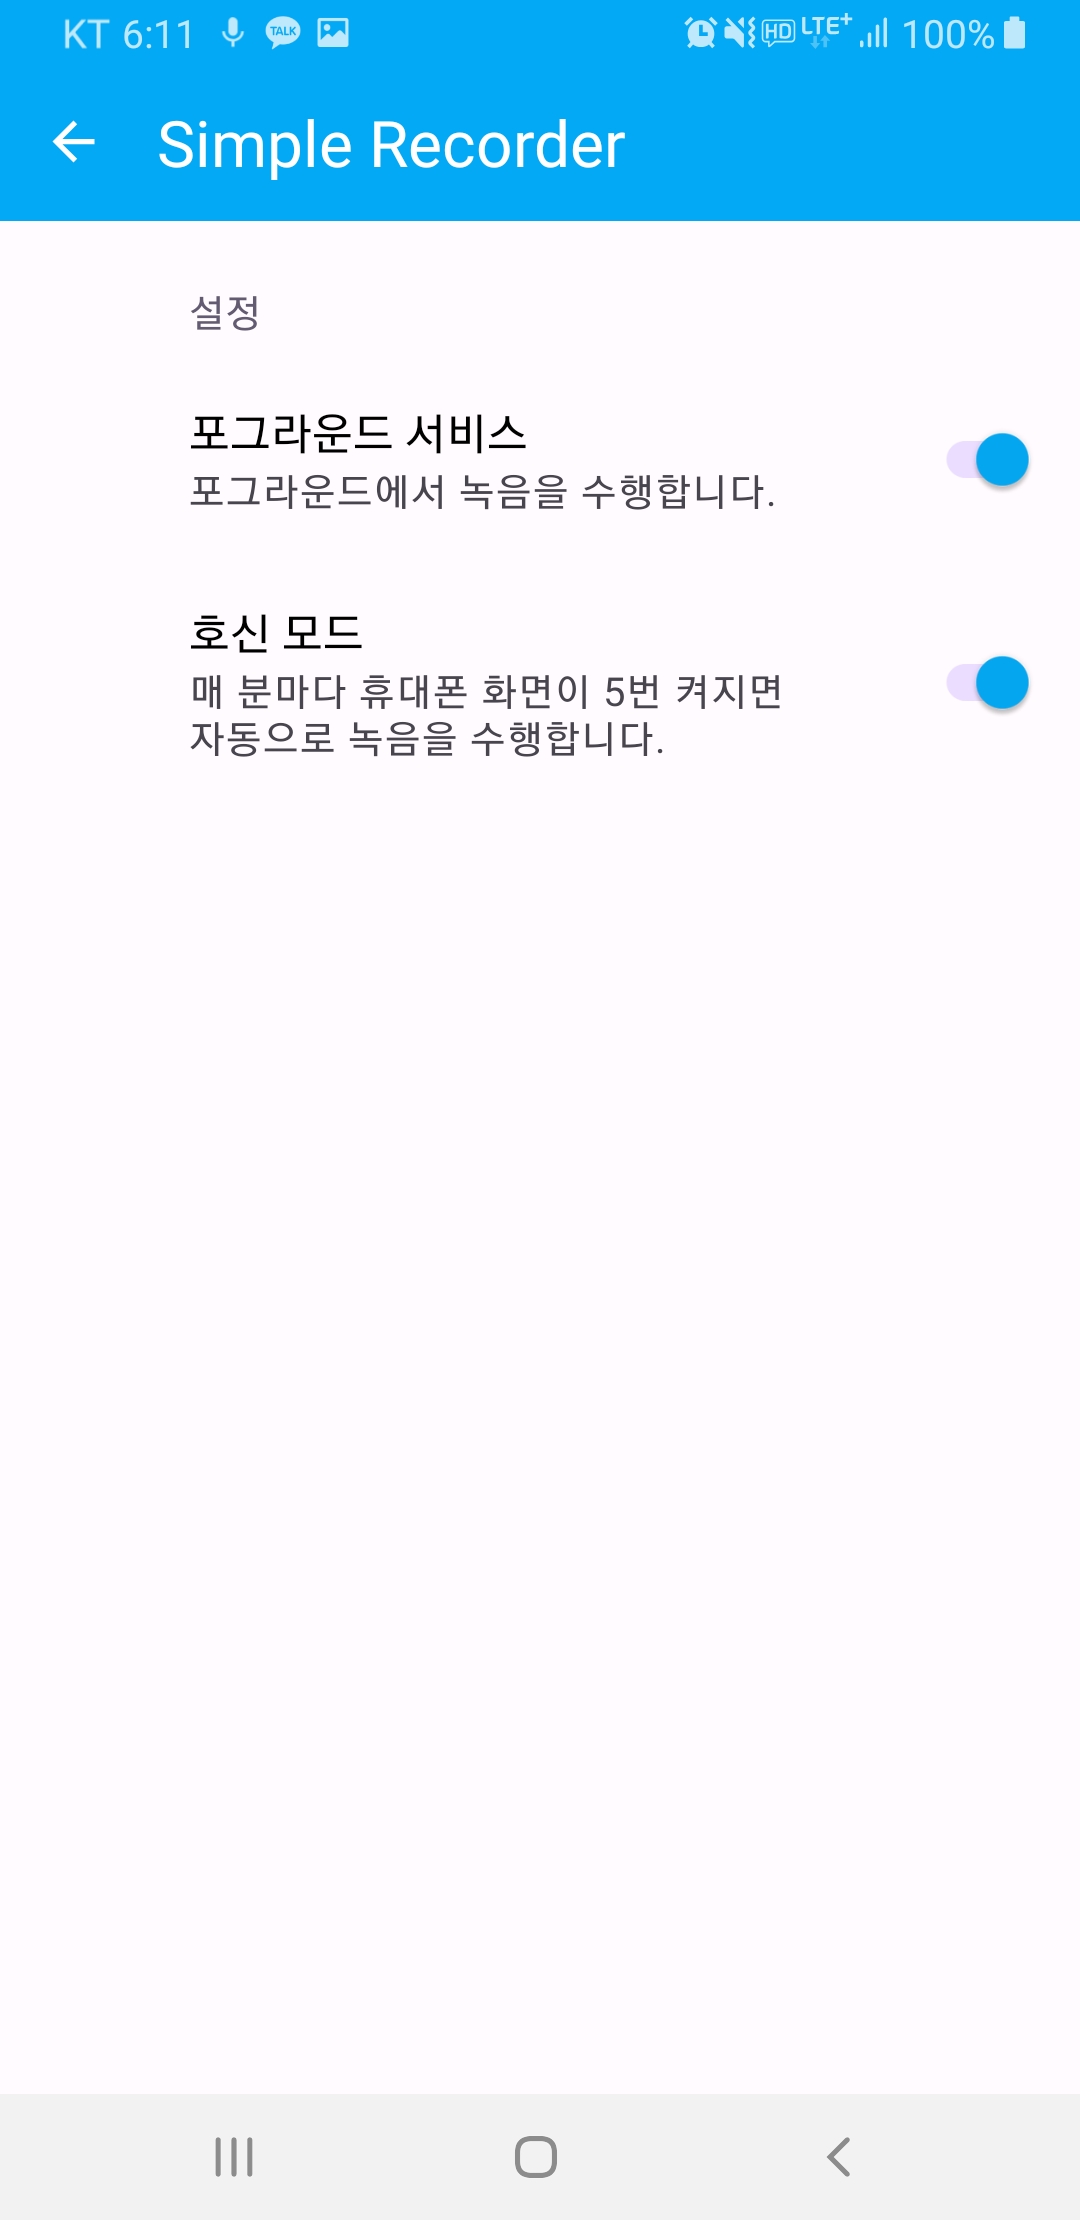 KT 6:11 TALK HD LTE+ 100%
Simple Recorder
설정
포그라운드 서비스
포그라운드에서 녹음을 수행합니다.
호신 모드
매 분마다 휴대폰 화면이 5번 켜지면
자동으로 녹음을 수행합니다.